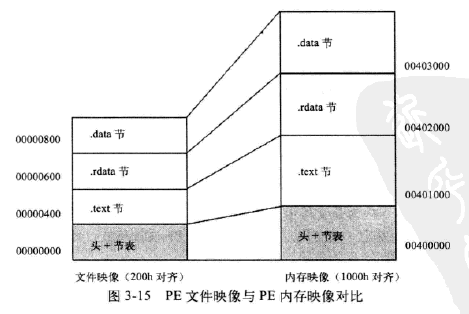 .data 节
00403000
.rdata 节
.data 节
00402000
00000800
.rdata 节
00000600
.text 节
00401000
.text 节
00000400
头 + 节表
头 + 节表
00400000
00000000
文件映像（200h 对齐）
内存映像（1000h 对齐）
图 3-15 PE 文件映像与 PE 内存映像对比